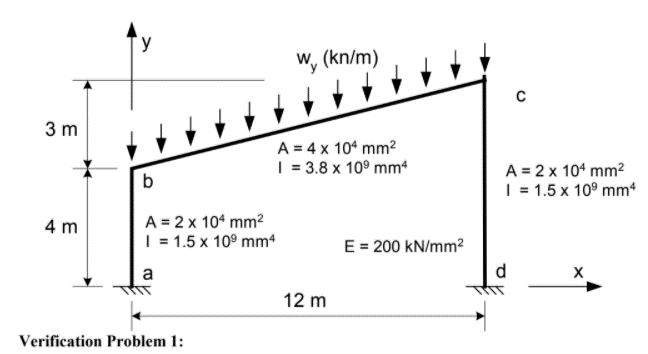 y
w_y (kn/m)
c
3 m
A = 4 x 10⁴ mm²
I = 3.8 x 10⁹ mm⁴
b
A = 2 x 10⁴ mm²
I = 1.5 x 10⁹ mm⁴
4 m
A = 2 x 10⁴ mm²
I = 1.5 x 10⁹ mm⁴
E = 200 kN/mm²
a
d
x
12 m
Verification Problem 1: